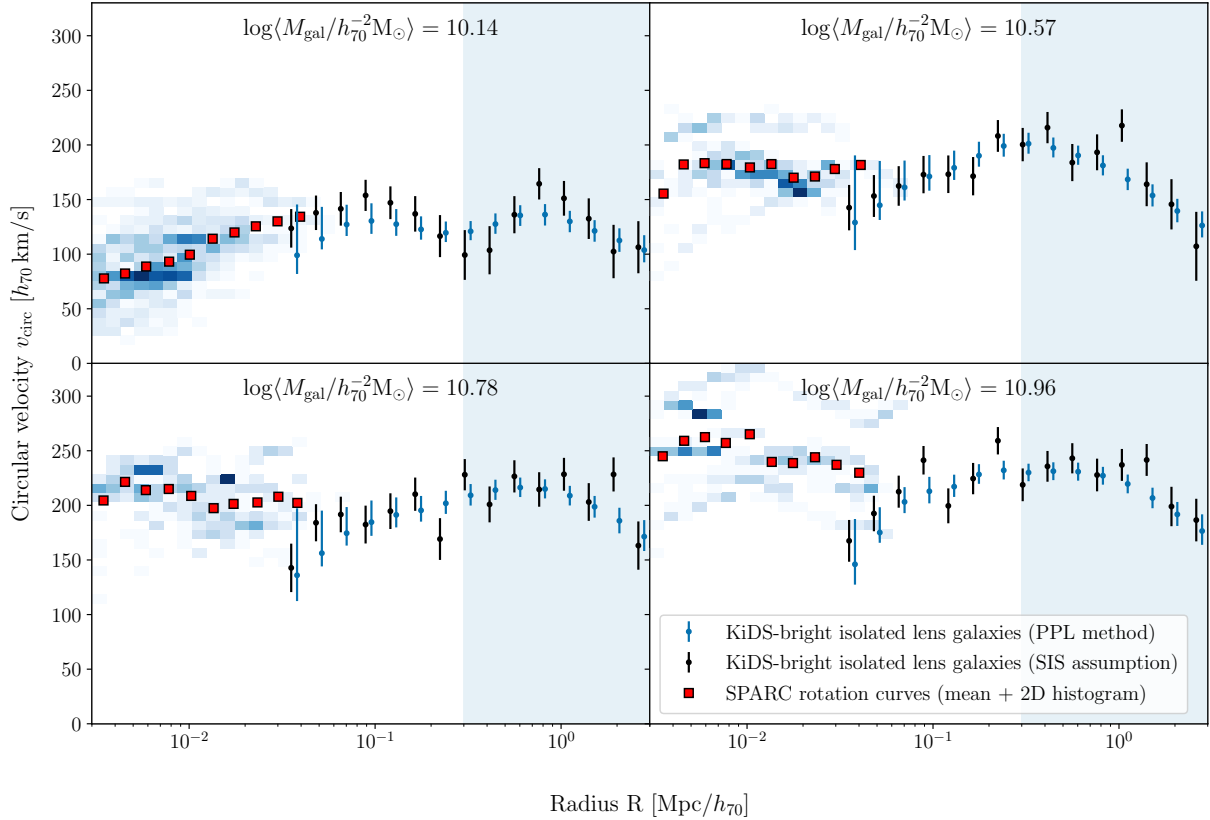 log⟨M_gal/h_70^−2 M_⊙⟩ = 10.14
log⟨M_gal/h_70^−2 M_⊙⟩ = 10.57
300
250
200
150
100
50
0
log⟨M_gal/h_70^−2 M_⊙⟩ = 10.78
log⟨M_gal/h_70^−2 M_⊙⟩ = 10.96
300
250
200
150
100
50
0
Circular velocity v_circ [h_70 km/s]
KiDS-bright isolated lens galaxies (PPL method)
KiDS-bright isolated lens galaxies (SIS assumption)
SPARC rotation curves (mean + 2D histogram)
10^−2 10^−1 10^0 10^−2 10^−1 10^0
Radius R [Mpc/h_70]